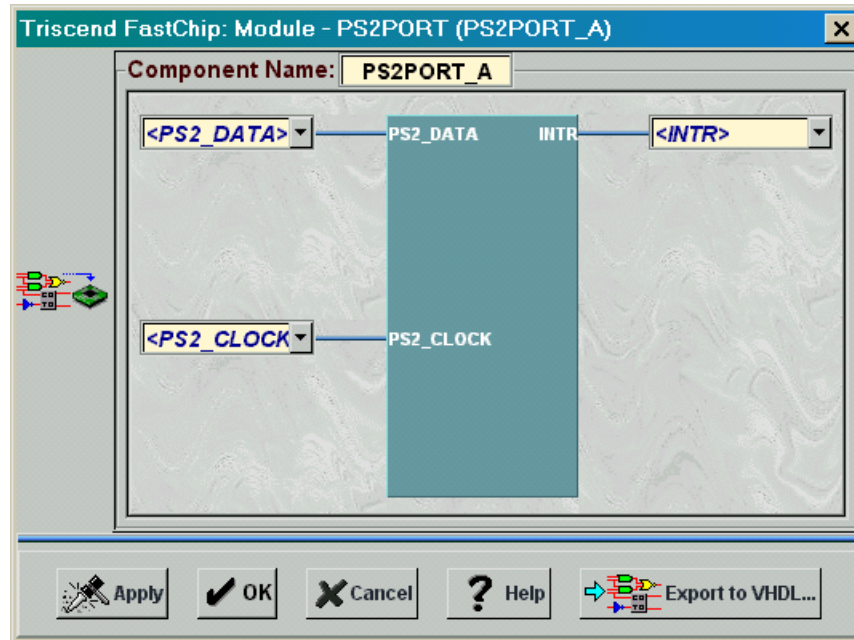 Triscend FastChip: Module - PS2PORT (PS2PORT_A)
Component Name: PS2PORT_A
<PS2_DATA> PS2_DATA INTR <INTR>
<PS2_CLOCK PS2_CLOCK
Apply OK Cancel ? Help Export to VHDL...